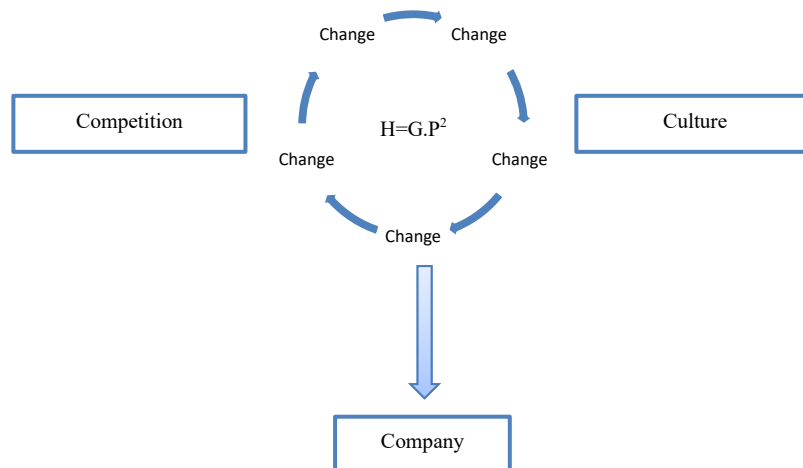 Change Change
Competition
H=G.P²
Culture
Change Change
Change
Company